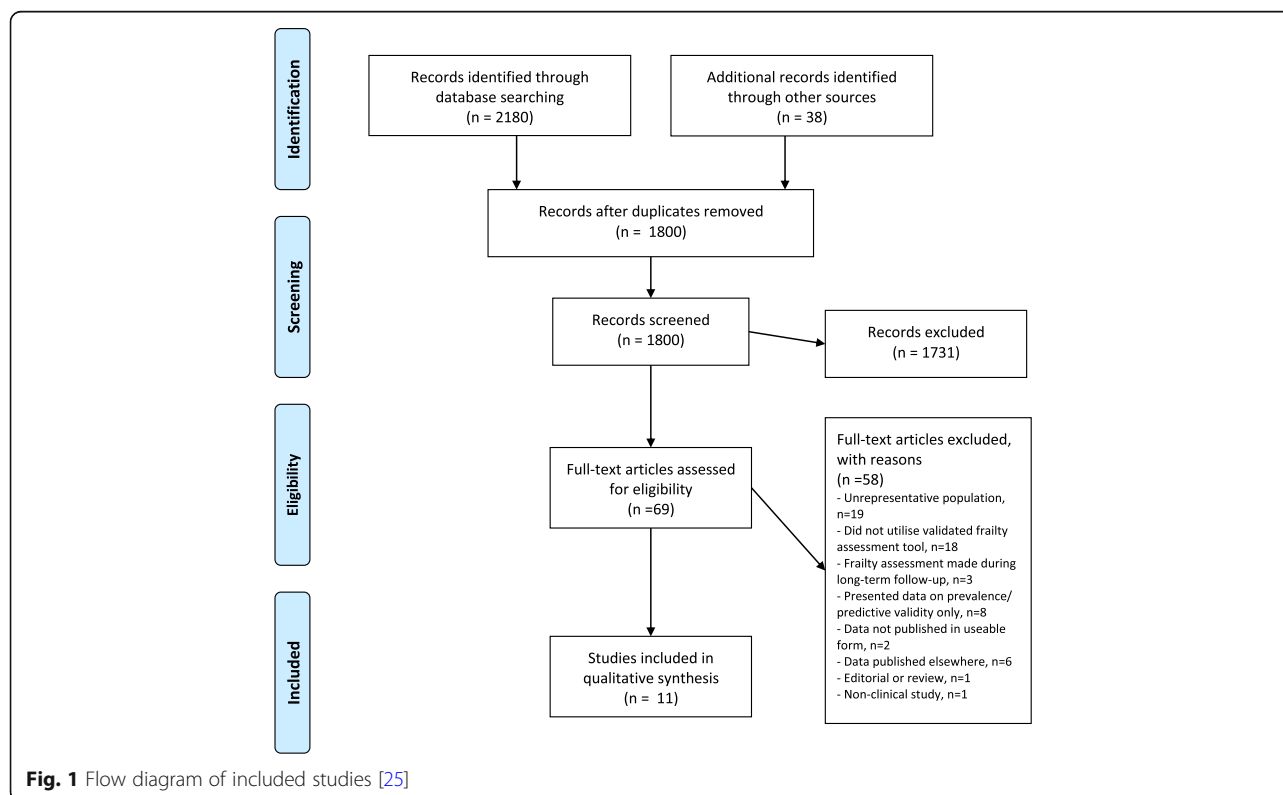 Identification
Records identified through
database searching
(n = 2180)
Additional records identified
through other sources
(n = 38)
Records after duplicates removed
(n = 1800)
Screening
Records screened
(n = 1800)
Records excluded
(n = 1731)
Eligibility
Full-text articles assessed
for eligibility
(n =69)
Full-text articles excluded,
with reasons
(n =58)
- Unrepresentative population,
n=19
- Did not utilise validated frailty
assessment tool, n=18
- Frailty assessment made during
long-term follow-up, n=3
- Presented data on prevalence/
predictive validity only, n=8
- Data not published in useable
form, n=2
- Data published elsewhere, n=6
- Editorial or review, n=1
- Non-clinical study, n=1
Included
Studies included in
qualitative synthesis
(n = 11)
Fig. 1 Flow diagram of included studies [25]